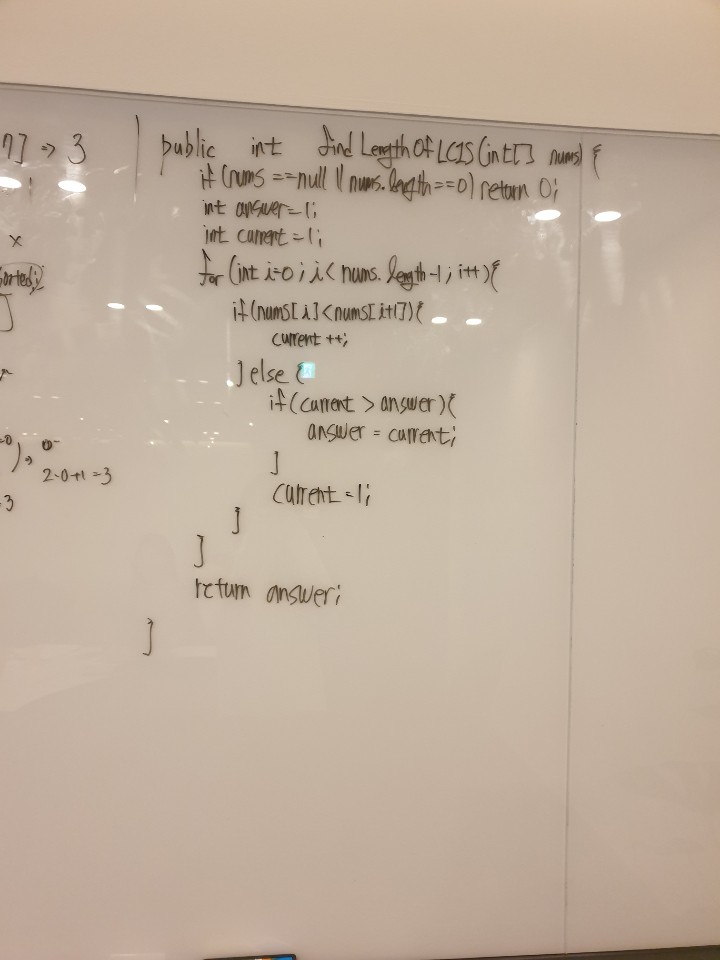 7] => 3
public int findLengthOfLCIS(int[] nums) {
if (nums ==null || nums.length==0) return 0;
int answer=1;
int current=1;
x
for (int i=0; i< nums.length-1; i++){
orted;
]
if(nums[i]<nums[i+1]){
current ++;
} else {
if(current > answer){
answer = current;
}
2-0+1=3
current =1;
=3
}
}
return answer;
}